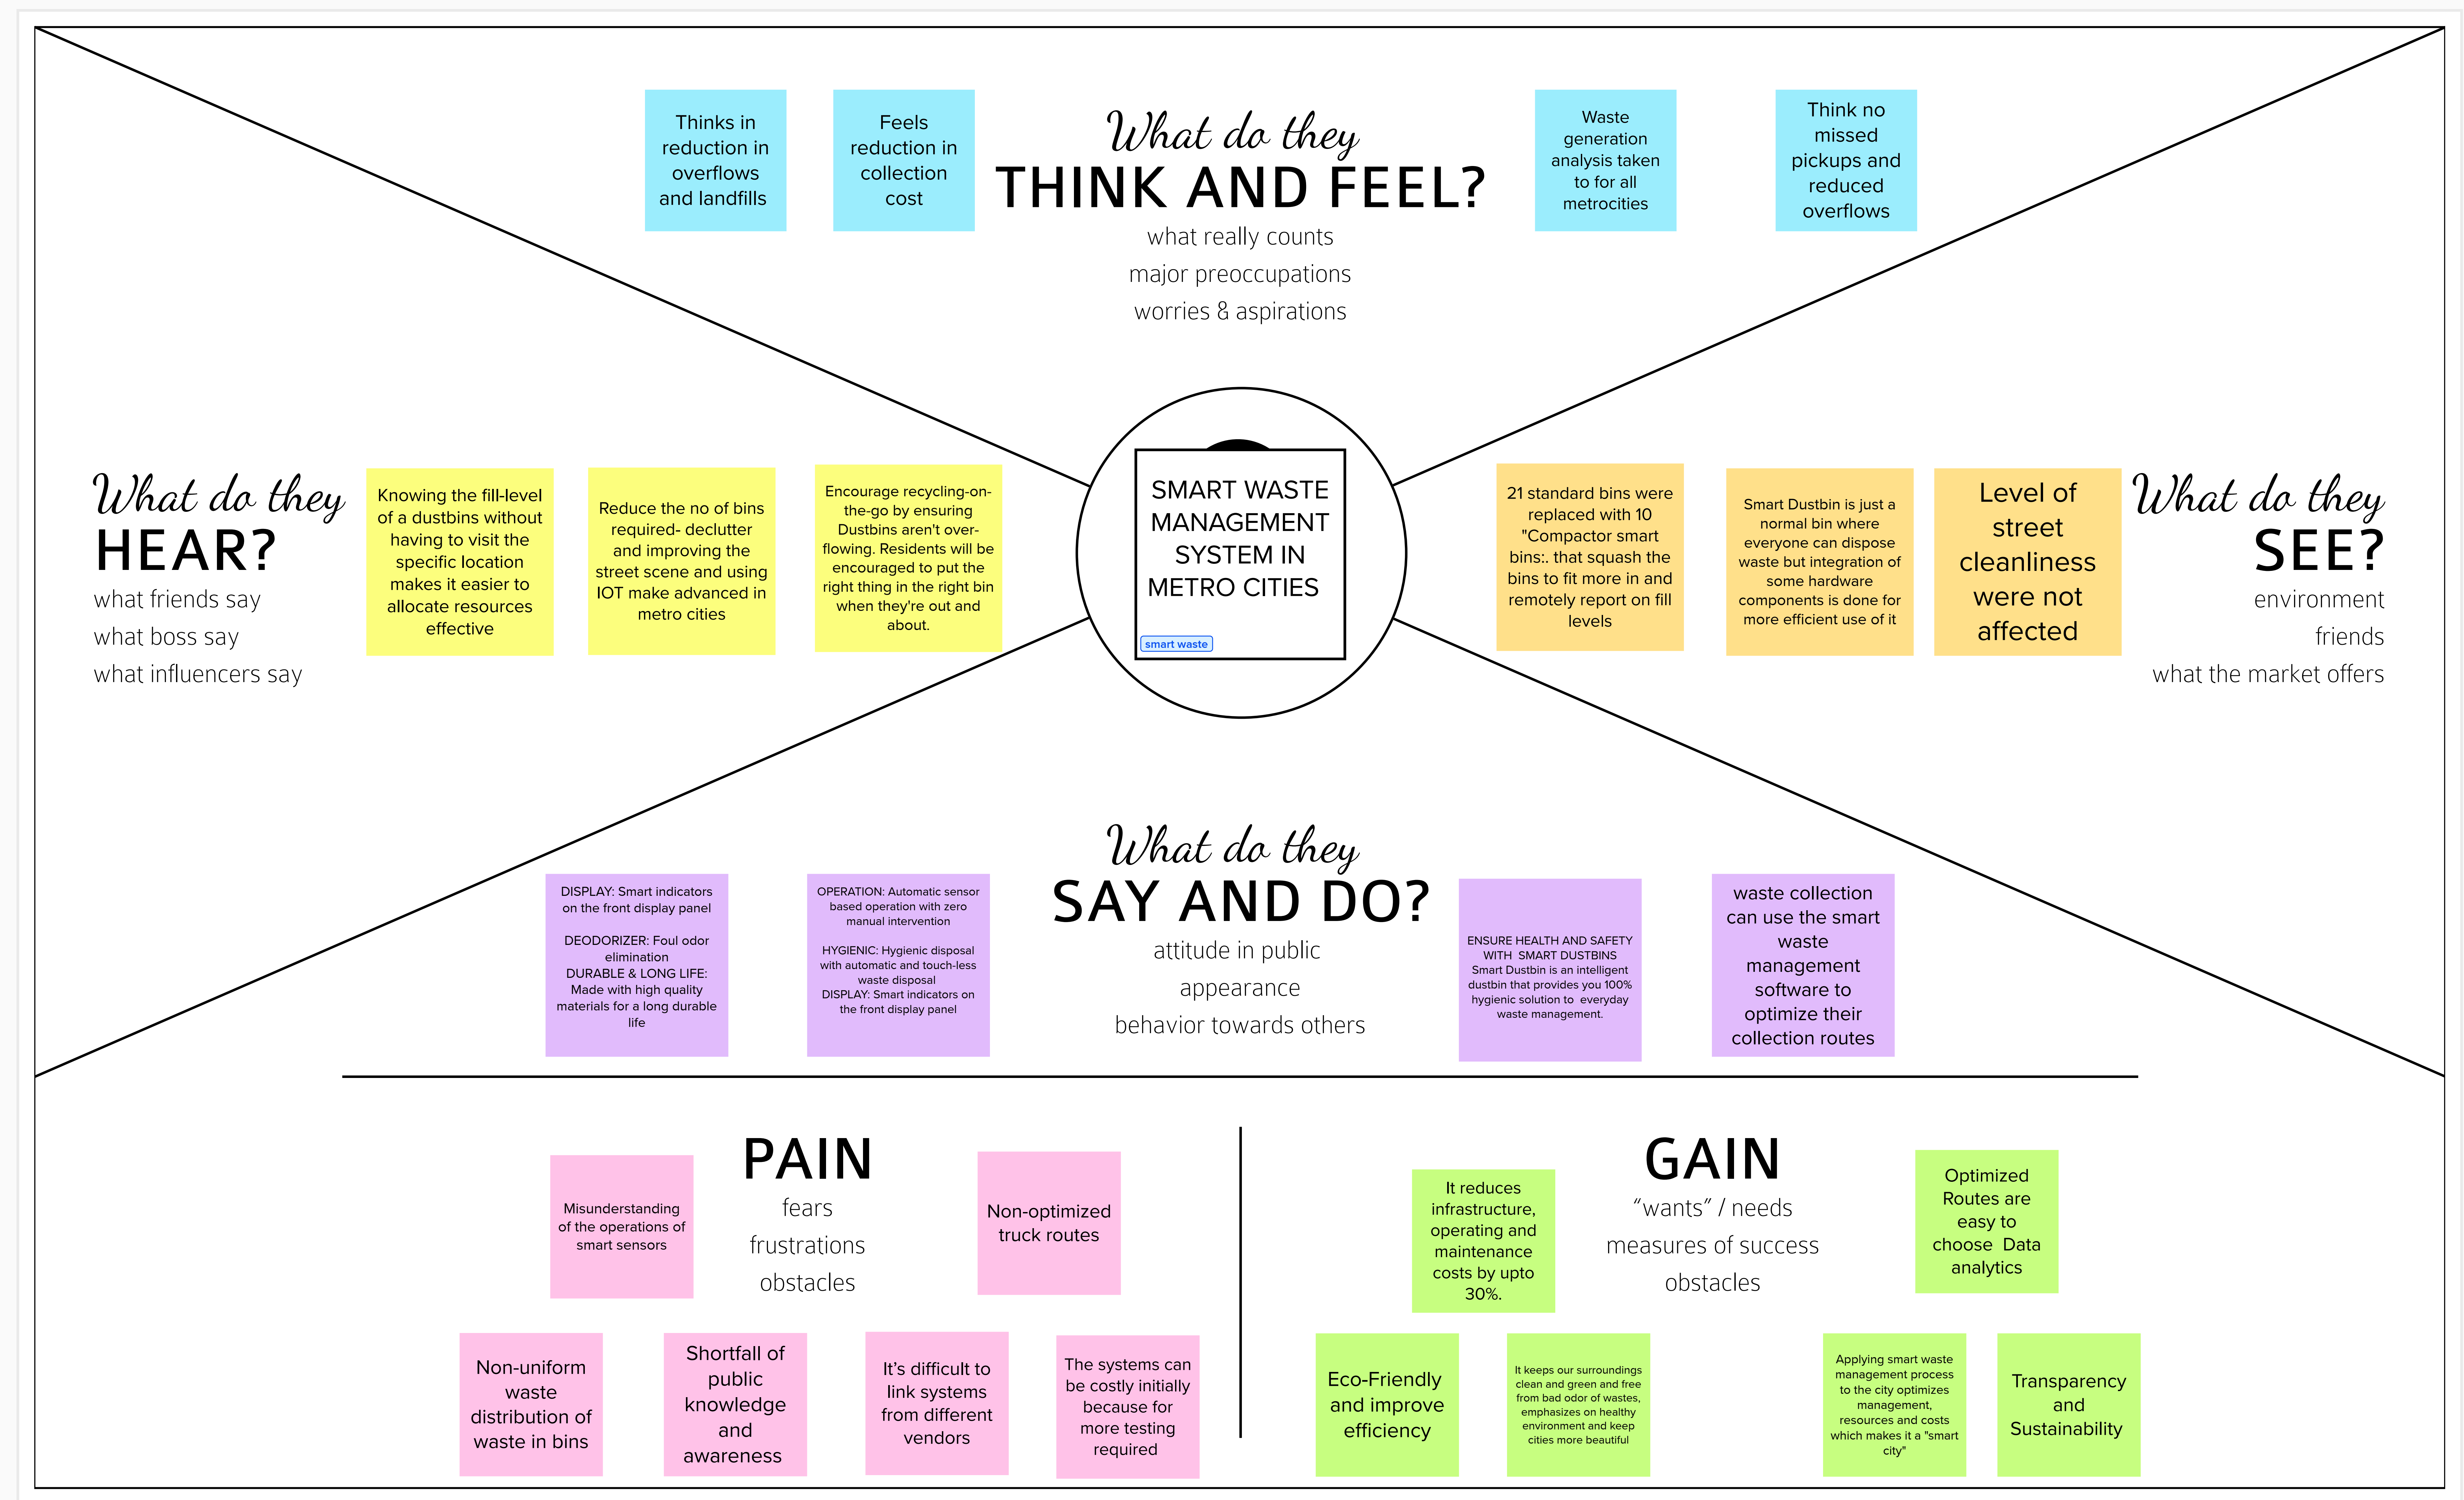 Thinks in
reduction in
overflows
and landfills
Feels
reduction in
collection
cost
What do they
THINK AND FEEL?
what really counts
major preoccupations
worries & aspirations
Waste
generation
analysis taken
to for all
metrocities
Think no
missed
pickups and
reduced
overflows
What do they
HEAR?
what friends say
what boss say
what influencers say
Knowing the fill-level
of a dustbins without
having to visit the
specific location
makes it easier to
allocate resources
effective
Reduce the no of bins
required- declutter
and improving the
street scene and using
IOT make advanced in
metro cities
Encourage recycling-on-
the-go by ensuring
Dustbins aren't over-
flowing. Residents will be
encouraged to put the
right thing in the right bin
when they're out and
about.
SMART WASTE
MANAGEMENT
SYSTEM IN
METRO CITIES
smart waste
21 standard bins were
replaced with 10
"Compactor smart
bins:. that squash the
bins to fit more in and
remotely report on fill
levels
Smart Dustbin is just a
normal bin where
everyone can dispose
waste but integration of
some hardware
components is done for
more efficient use of it
Level of
street
cleanliness
were not
affected
What do they
SEE?
environment
friends
what the market offers
DISPLAY: Smart indicators
on the front display panel
DEODORIZER: Foul odor
elimination
DURABLE & LONG LIFE:
Made with high quality
materials for a long durable
life
OPERATION: Automatic sensor
based operation with zero
manual intervention
HYGIENIC: Hygienic disposal
with automatic and touch-less
waste disposal
DISPLAY: Smart indicators on
the front display panel
What do they
SAY AND DO?
attitude in public
appearance
behavior towards others
ENSURE HEALTH AND SAFETY
WITH SMART DUSTBINS
Smart Dustbin is an intelligent
dustbin that provides you 100%
hygienic solution to everyday
waste management.
waste collection
can use the smart
waste
management
software to
optimize their
collection routes
PAIN
fears
frustrations
obstacles
Misunderstanding
of the operations of
smart sensors
Non-optimized
truck routes
Non-uniform
waste
distribution of
waste in bins
Shortfall of
public
knowledge
and
awareness
It's difficult to
link systems
from different
vendors
The systems can
be costly initially
because for
more testing
required
GAIN
"wants" / needs
measures of success
obstacles
It reduces
infrastructure,
operating and
maintenance
costs by upto
30%.
Optimized
Routes are
easy to
choose Data
analytics
Eco-Friendly
and improve
efficiency
It keeps our surroundings
clean and green and free
from bad odor of wastes,
emphasizes on healthy
environment and keep
cities more beautiful
Applying smart waste
management process
to the city optimizes
management,
resources and costs
which makes it a "smart
city"
Transparency
and
Sustainability